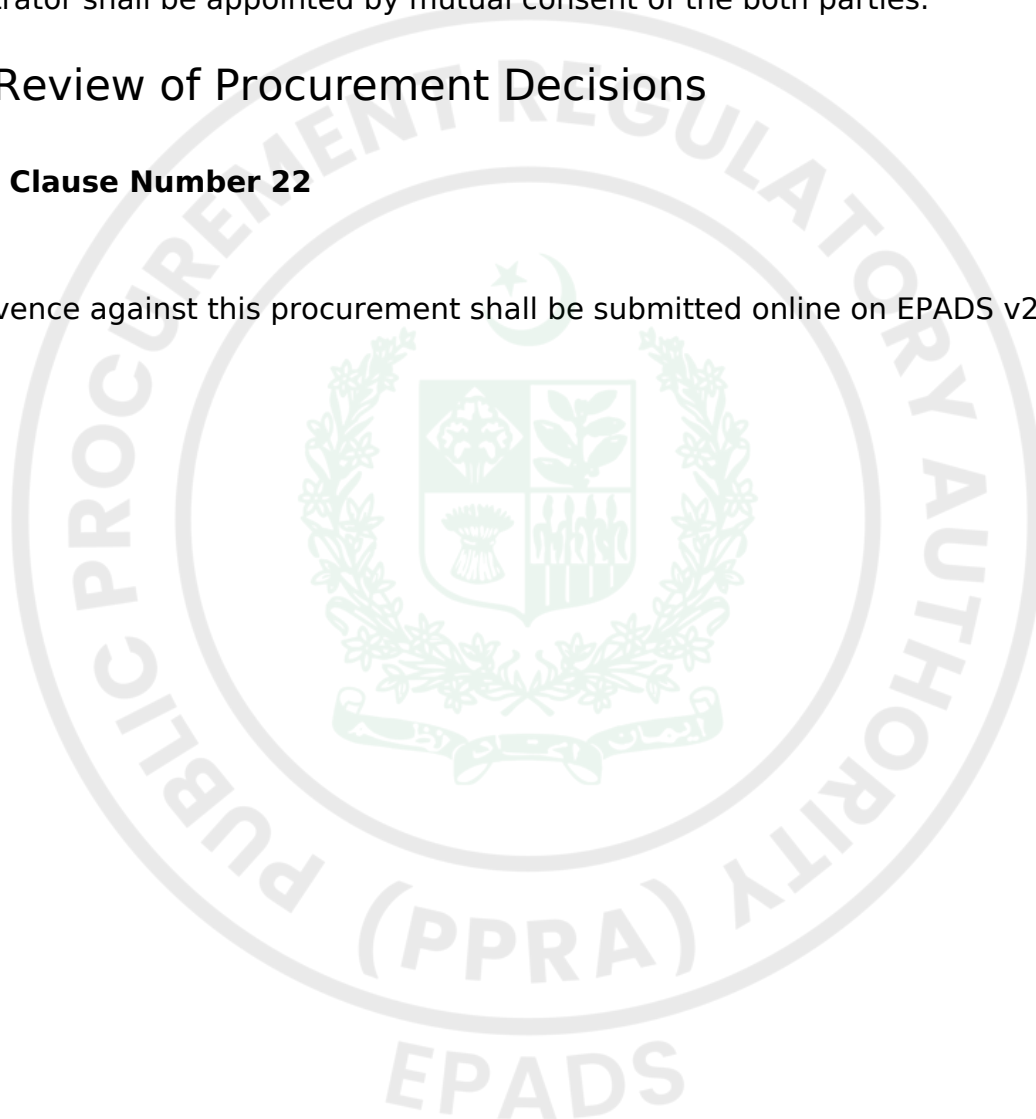 trator shall be appointed by mutual consent of the both parties.
Review of Procurement Decisions
Clause Number 22
vence against this procurement shall be submitted online on EPADS v2
PUBLIC PROCUREMENT REGULATORY AUTHORITY
(PPRA)
EPADS